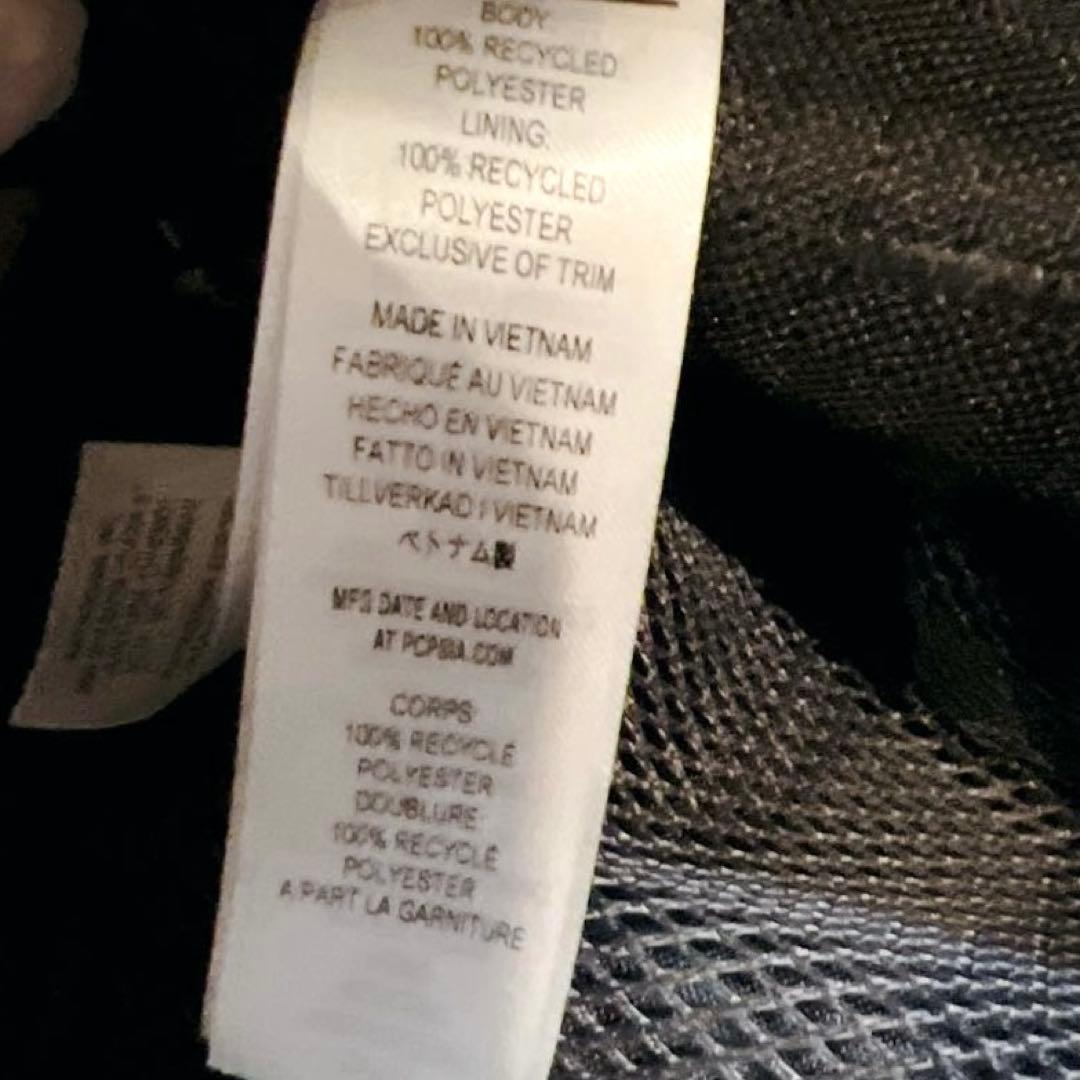 BODY:
100% RECYCLED
POLYESTER
LINING:
100% RECYCLED
POLYESTER
EXCLUSIVE OF TRIM
MADE IN VIETNAM
FABRIQUÉ AU VIETNAM
HECHO EN VIETNAM
FATTO IN VIETNAM
TILLVERKAD I VIETNAM
ベトナム製
MFG DATE AND LOCATION
AT
CORPS:
100% RECYCLÉ
POLYESTER
DOUBLURE:
100% RECYCLÉ
POLYESTER
A PART LA GARNITURE